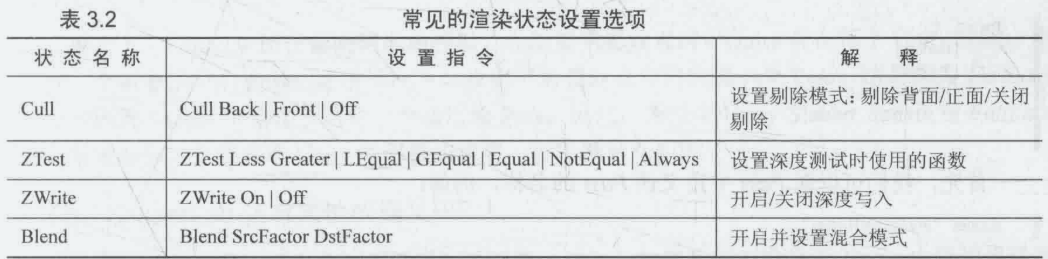 表 3.2 常见的渲染状态设置选项
状态名称 设置指令 解释
Cull Cull Back | Front | Off 设置剔除模式：剔除背面/正面/关闭
剔除
ZTest ZTest Less Greater | LEqual | GEqual | Equal | NotEqual | Always 设置深度测试时使用的函数
ZWrite ZWrite On | Off 开启/关闭深度写入
Blend Blend SrcFactor DstFactor 开启并设置混合模式